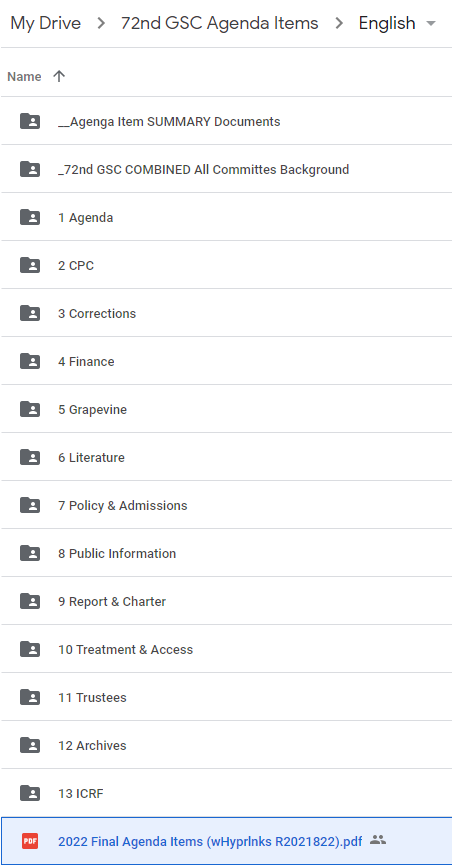 My Drive > 72nd GSC Agenda Items > English
Name
__Agenga Item SUMMARY Documents
_72nd GSC COMBINED All Committes Background
1 Agenda
2 CPC
3 Corrections
4 Finance
5 Grapevine
6 Literature
7 Policy & Admissions
8 Public Information
9 Report & Charter
10 Treatment & Access
11 Trustees
12 Archives
13 ICRF
PDF 2022 Final Agenda Items (wHyprlnks R2021822).pdf